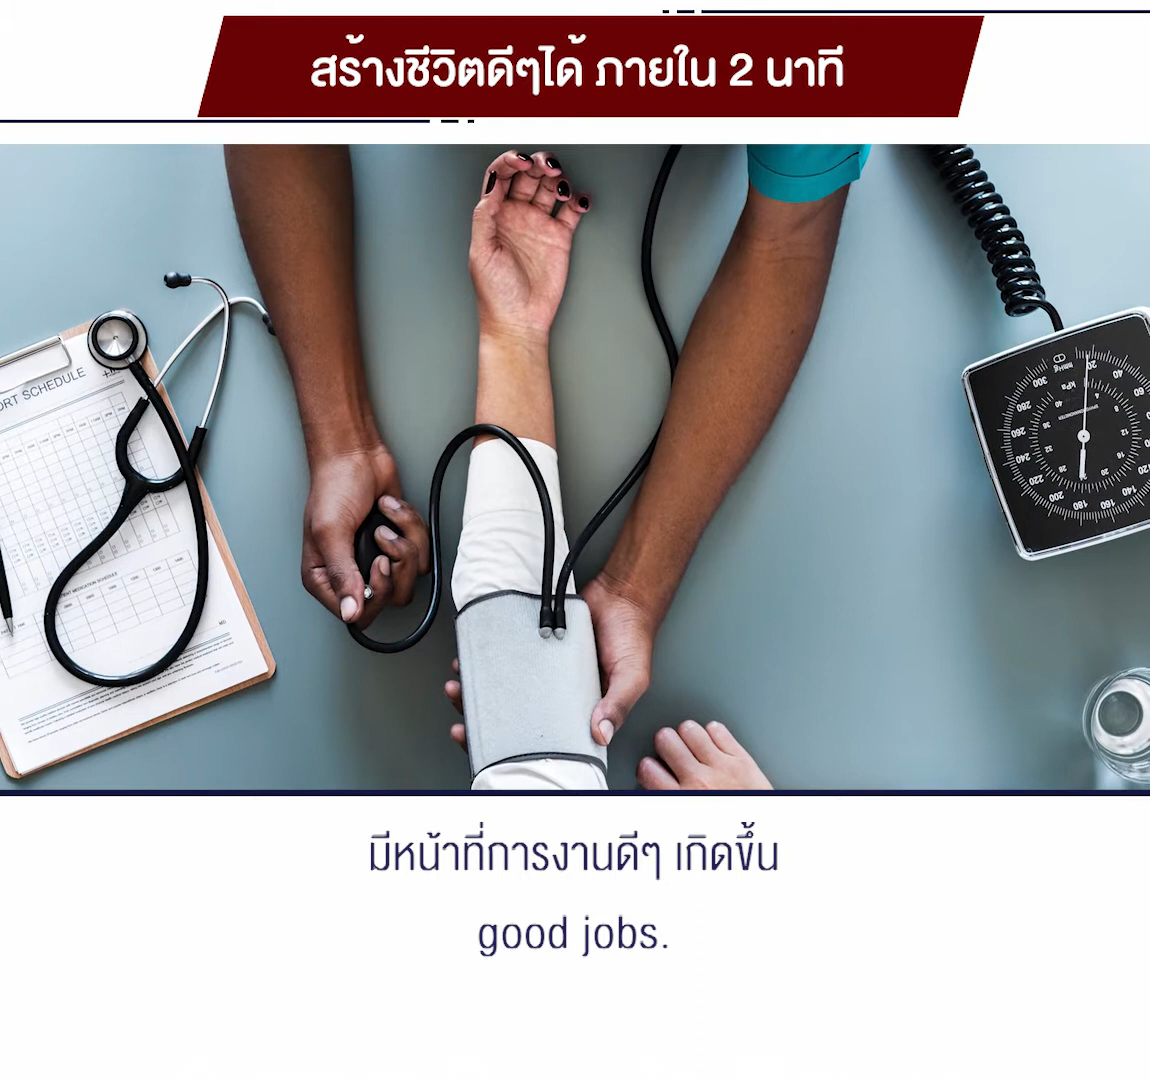 สร้างชีวิตดีๆได้ ภายใน 2 นาที
ORT SCHEDULE
มีหน้าที่การงานดีๆ เกิดขึ้น
good jobs.